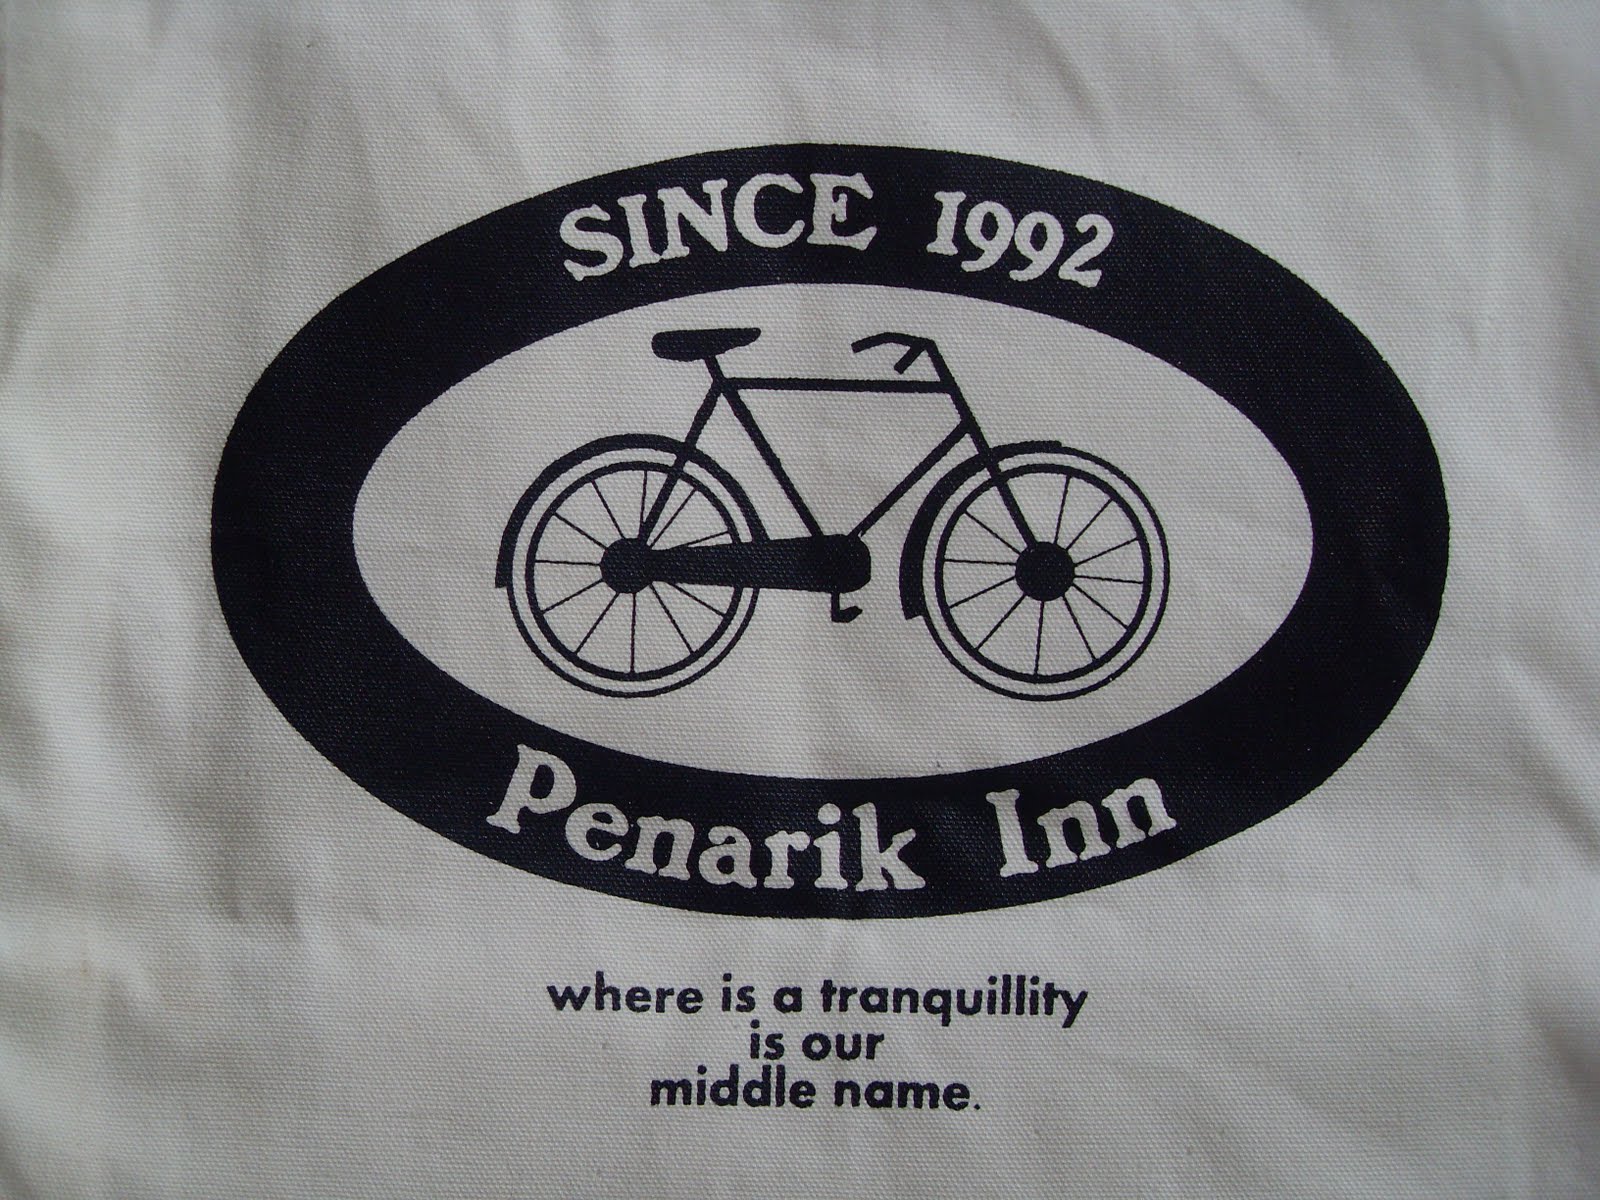 SINCE 1992
Penarik Inn
where is a tranquillity
is our
middle name.